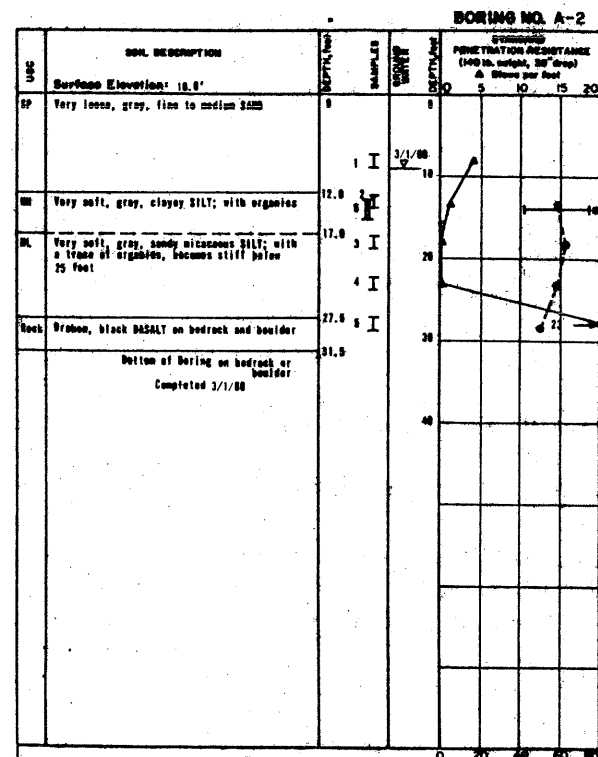 BORING NO. A-2
USC
SOIL DESCRIPTION
Surface Elevation: 18.0'
DEPTH, feet
SAMPLES
GROUND WATER
DEPTH, feet
STANDARD
PENETRATION RESISTANCE
(140 lb. weight, 30" drop)
▲ Blows per foot
0 5 10 15 20
SP Very loose, gray, fine to medium SAND 0 0
1 3/1/80
10
12.0 2
Very soft, gray, clayey SILT; with organics
17.0
ML Very soft, gray, sandy micaceous SILT; with 3
a trace of organics, becomes stiff below
25 feet
20
4
27.5
Rock Broken, black BASALT on bedrock and boulder 5 23
30
31.5
Bottom of Boring on bedrock or
boulder
Completed 3/1/80
40
0 20 40 60 80